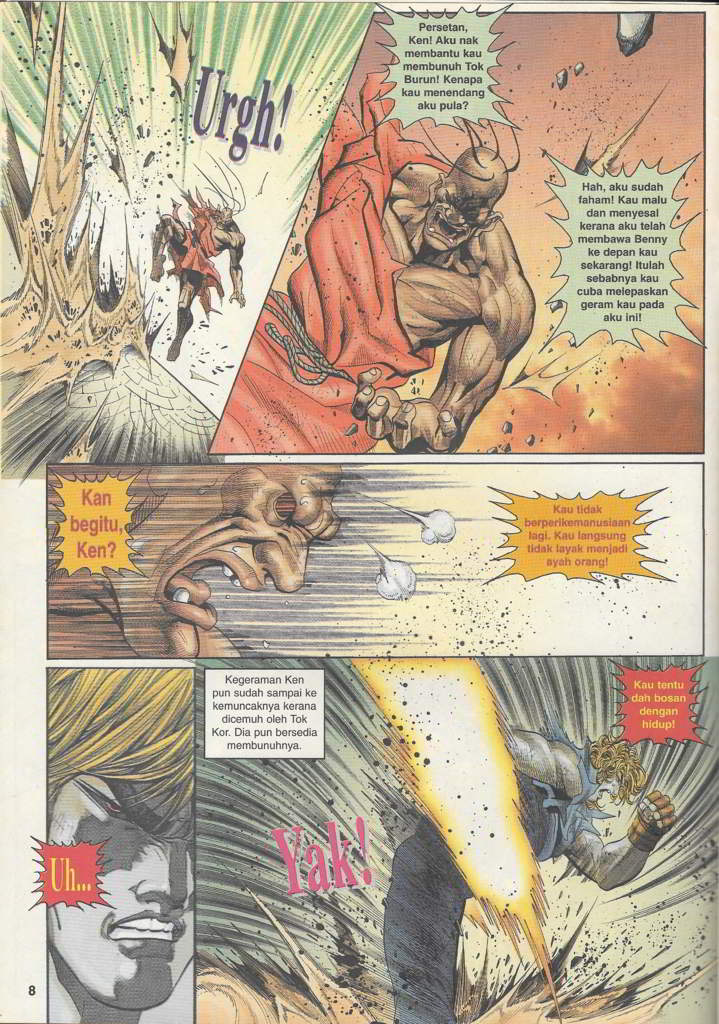 Urgh!
Persetan,
Ken! Aku nak
membantu kau
membunuh Tok
Burun! Kenapa
kau menendang
aku pula?
Hah, aku sudah
faham! Kau malu
dan menyesal
kerana aku telah
membawa Benny
ke depan kau
sekarang! Itulah
sebabnya kau
cuba melepaskan
geram kau pada
aku ini!
Kan
begitu,
Ken?
Kau tidak
berperikemanusiaan
lagi. Kau langsung
tidak layak menjadi
ayah orang!
Uh...
Kegeraman Ken
pun sudah sampai ke
kemuncaknya kerana
dicemuh oleh Tok
Kor. Dia pun bersedia
membunuhnya.
Kau tentu
dah bosan
dengan
hidup!
Yak!
8